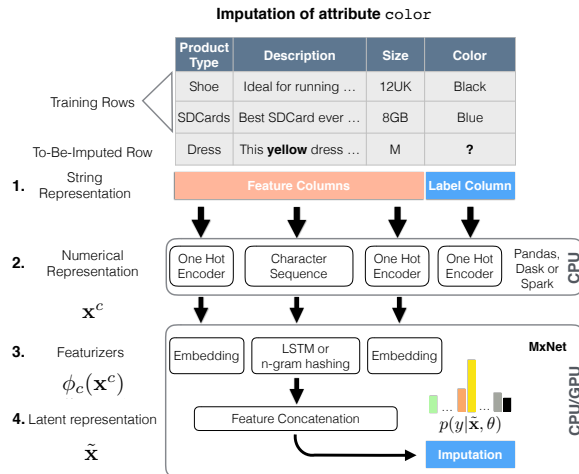 Imputation of attribute color
Product Type Description Size Color
Training Rows
Shoe Ideal for running ... 12UK Black
SDCards Best SDCard ever ... 8GB Blue
To-Be-Imputed Row Dress This yellow dress ... M ?
1. String Representation
Feature Columns Label Column
2. Numerical Representation
x^c
One Hot Encoder
Character Sequence
One Hot Encoder
One Hot Encoder
Pandas, Dask or Spark
CPU
3. Featurizers
ϕ_c(x^c)
Embedding
LSTM or n-gram hashing
Embedding
MxNet
CPU/GPU
... ...
p(y|x̃, θ)
4. Latent representation
x̃
Feature Concatenation
Imputation